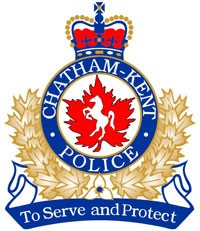 CHATHAM-KENT
POLICE
To Serve and Protect